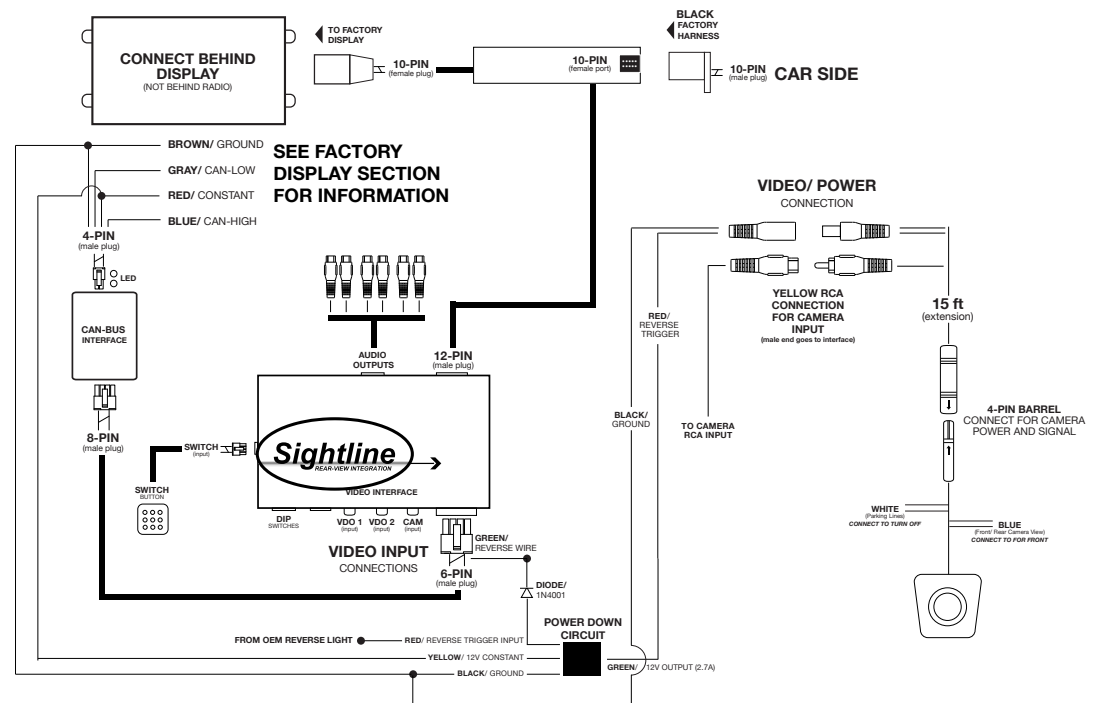 CONNECT BEHIND
DISPLAY
(NOT BEHIND RADIO)
TO FACTORY
DISPLAY
10-PIN
(female plug)
10-PIN
(female port)
BLACK
FACTORY
HARNESS
10-PIN
(male plug)
CAR SIDE
BROWN/ GROUND
GRAY/ CAN-LOW
RED/ CONSTANT
BLUE/ CAN-HIGH
SEE FACTORY
DISPLAY SECTION
FOR INFORMATION
4-PIN
(male plug)
LED
CAN-BUS
INTERFACE
8-PIN
(male plug)
SWITCH
(input)
SWITCH
BUTTON
AUDIO
OUTPUTS
12-PIN
(male plug)
Sightline
REAR-VIEW INTEGRATION
VIDEO INTERFACE
DIP
SWITCHES
VDO 1
(input)
VDO 2
(input)
CAM
(input)
VIDEO INPUT
CONNECTIONS
GREEN/
REVERSE WIRE
6-PIN
(male plug)
DIODE/
1N4001
POWER DOWN
CIRCUIT
FROM OEM REVERSE LIGHT
RED/ REVERSE TRIGGER INPUT
YELLOW/ 12V CONSTANT
BLACK/ GROUND
GREEN/ 12V OUTPUT (2.7A)
VIDEO/ POWER
CONNECTION
YELLOW RCA
CONNECTION
FOR CAMERA
INPUT
(male end goes to interface)
RED/
REVERSE
TRIGGER
BLACK/
GROUND
TO CAMERA
RCA INPUT
15 ft
(extension)
4-PIN BARREL
CONNECT FOR CAMERA
POWER AND SIGNAL
WHITE
(Parking Lines)
CONNECT TO TURN OFF
BLUE
(Front/ Rear Camera View)
CONNECT TO FOR FRONT